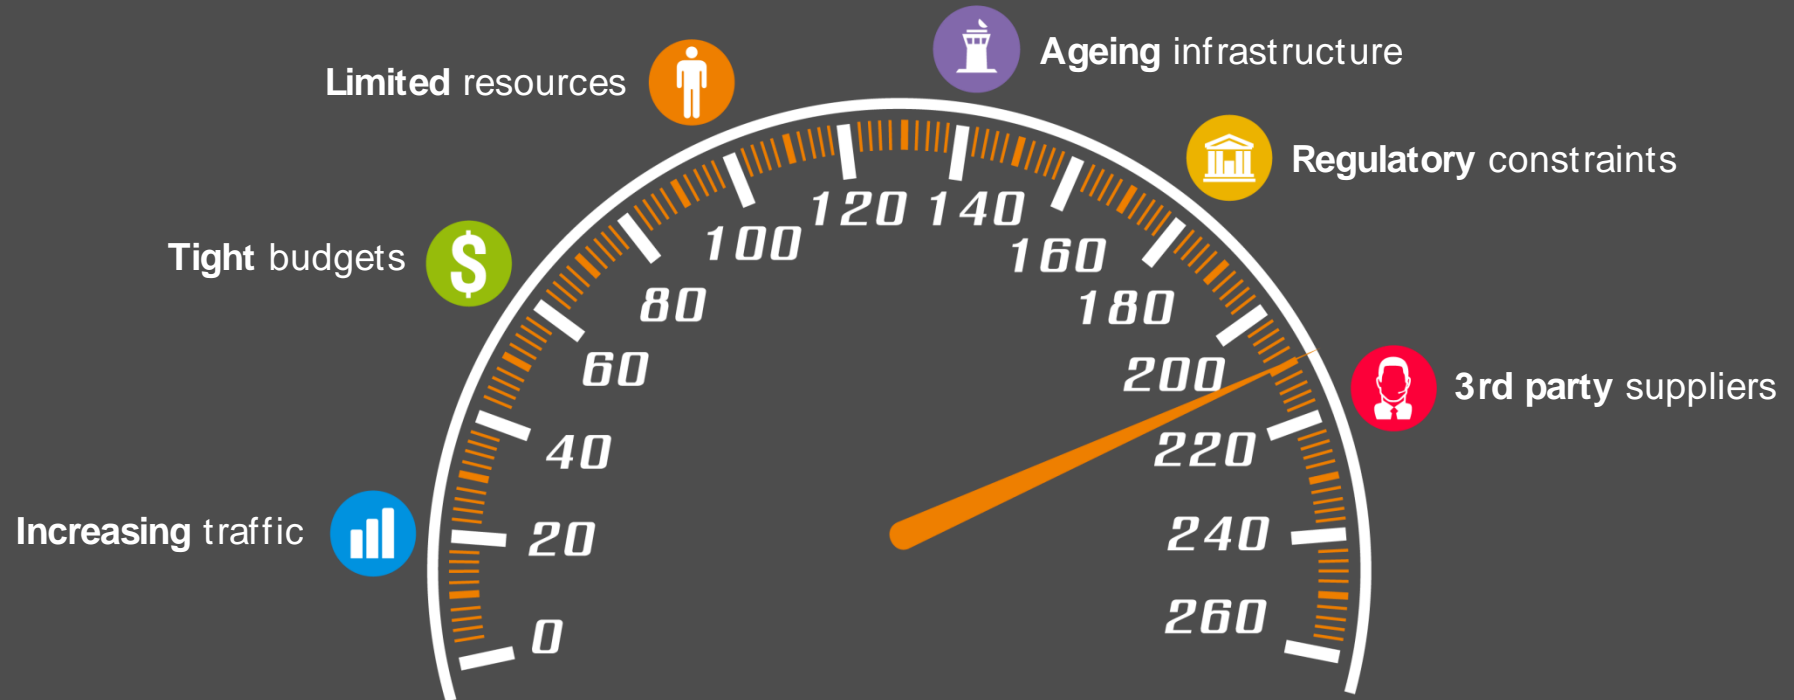 Ageing infrastructure
Limited resources
Regulatory constraints
Tight budgets
3rd party suppliers
Increasing traffic
0
20
40
60
80
100
120
140
160
180
200
220
240
260
$